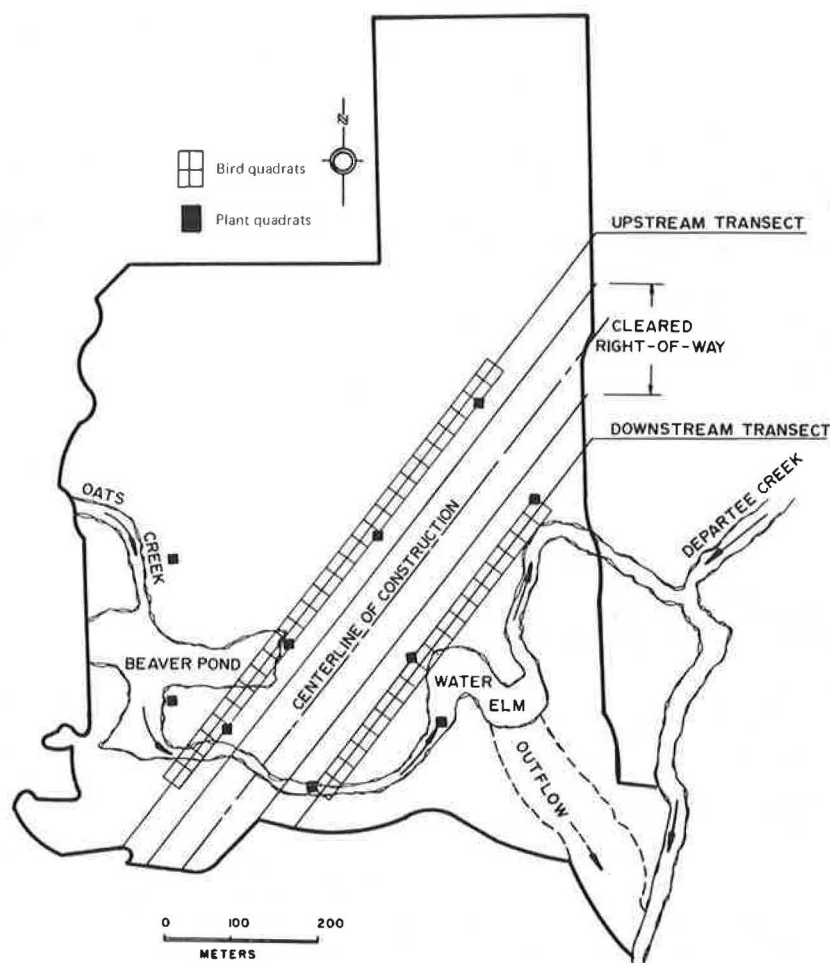 N
Bird quadrats
Plant quadrats
UPSTREAM TRANSECT
CLEARED
RIGHT-OF-WAY
DOWNSTREAM TRANSECT
OATS
CREEK
DEPARTEE CREEK
CENTERLINE OF CONSTRUCTION
BEAVER POND
WATER
ELM
OUTFLOW
0 100 200
METERS